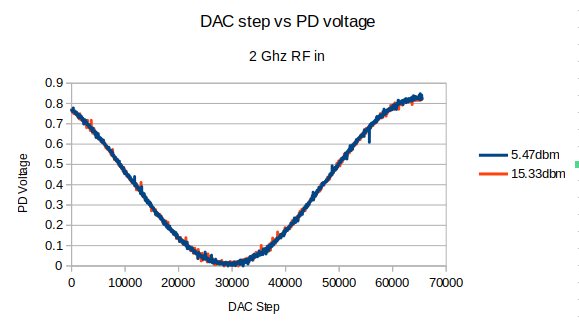 DAC step vs PD voltage
2 Ghz RF in
0.9
0.8
0.7
0.6
0.5
0.4
0.3
0.2
0.1
0
PD Voltage
0 10000 20000 30000 40000 50000 60000 70000
DAC Step
5.47dbm
15.33dbm